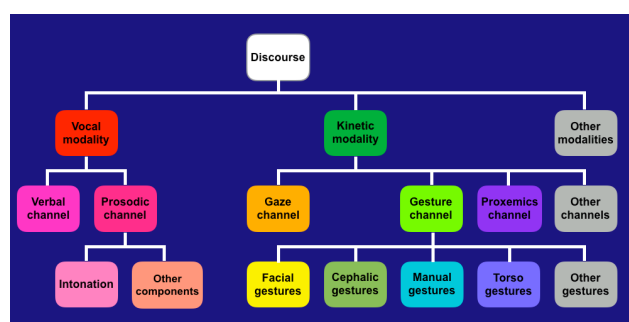 Discourse
Vocal
modality
Kinetic
modality
Other
modalities
Verbal
channel
Prosodic
channel
Gaze
channel
Gesture
channel
Proxemics
channel
Other
channels
Intonation
Other
components
Facial
gestures
Cephalic
gestures
Manual
gestures
Torso
gestures
Other
gestures